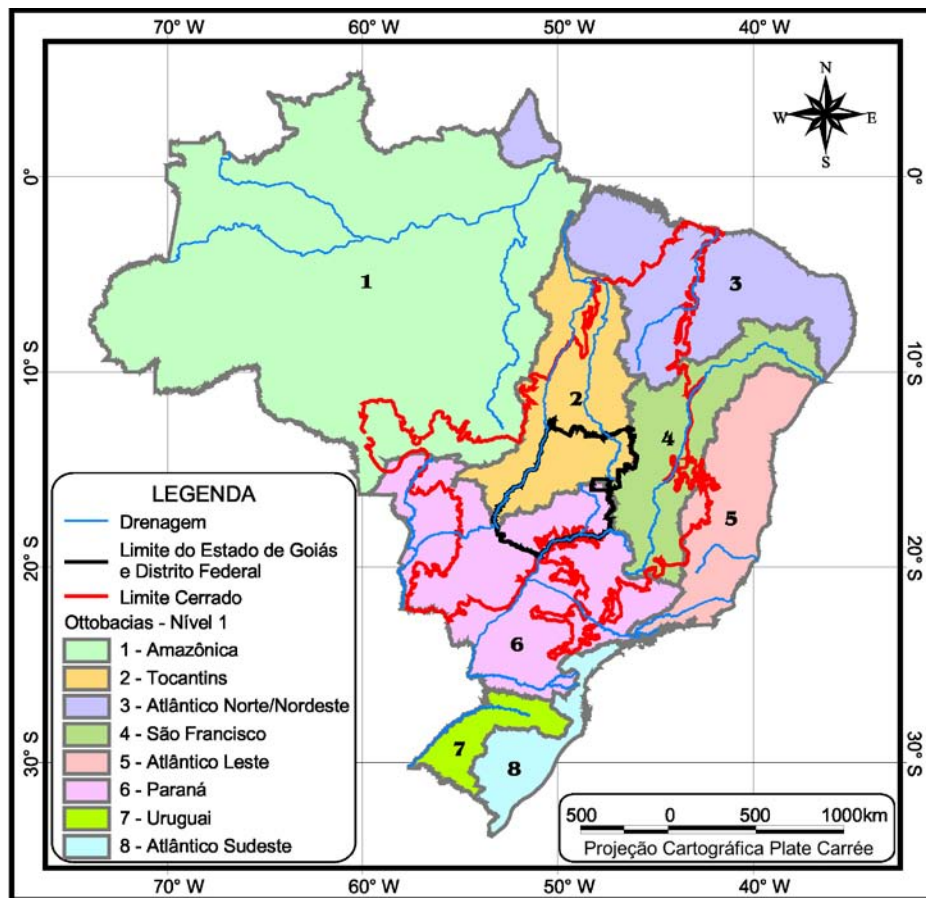 70° W 60° W 50° W 40° W
N
W E
S
0° 0°
1
3
10° S 10° S
2
4
5
20° S 20° S
6
7
8
30° S 30° S
LEGENDA
Drenagem
Limite do Estado de Goiás
e Distrito Federal
Limite Cerrado
Ottobacias - Nível 1
1 - Amazônica
2 - Tocantins
3 - Atlântico Norte/Nordeste
4 - São Francisco
5 - Atlântico Leste
6 - Paraná
7 - Uruguai
8 - Atlântico Sudeste
500 0 500 1000km
Projeção Cartográfica Plate Carrée
70° W 60° W 50° W 40° W